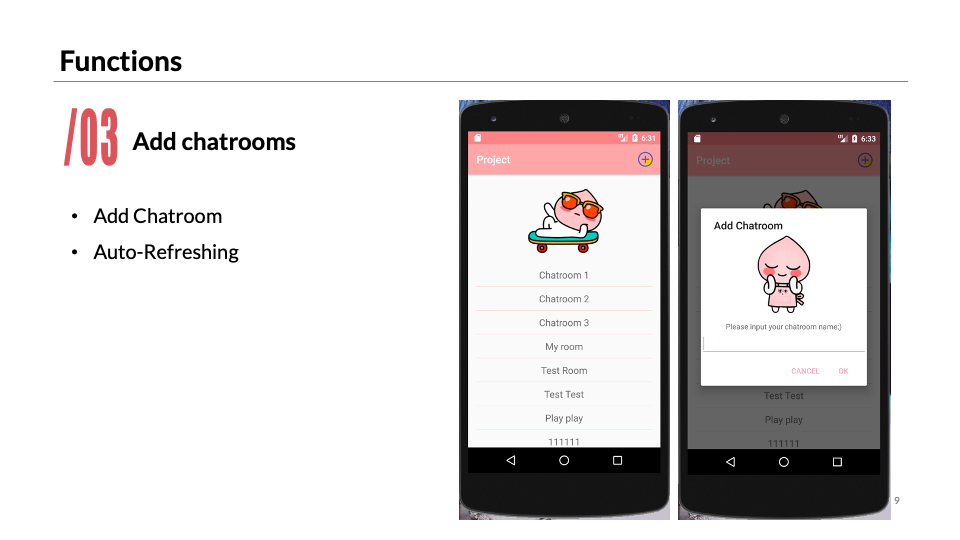 Functions
/03
Add chatrooms
• Add Chatroom
• Auto-Refreshing
6:31
Project
Chatroom 1
Chatroom 2
Chatroom 3
My room
Test Room
Test Test
Play play
111111
6:33
Project
Add Chatroom
Please input your chatroom name:)
CANCEL OK
Test Test
Play play
111111
9